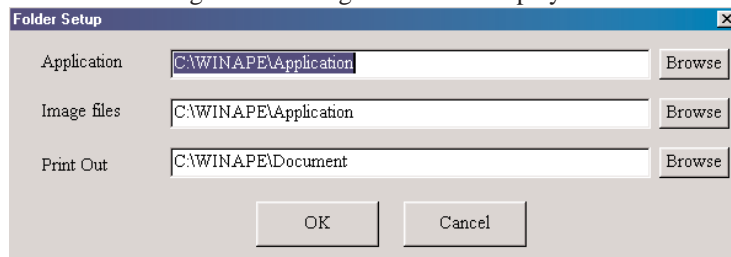 Folder Setup
Application C:\WINAPE\Application Browse
Image files C:\WINAPE\Application Browse
Print Out C:\WINAPE\Document Browse
OK Cancel